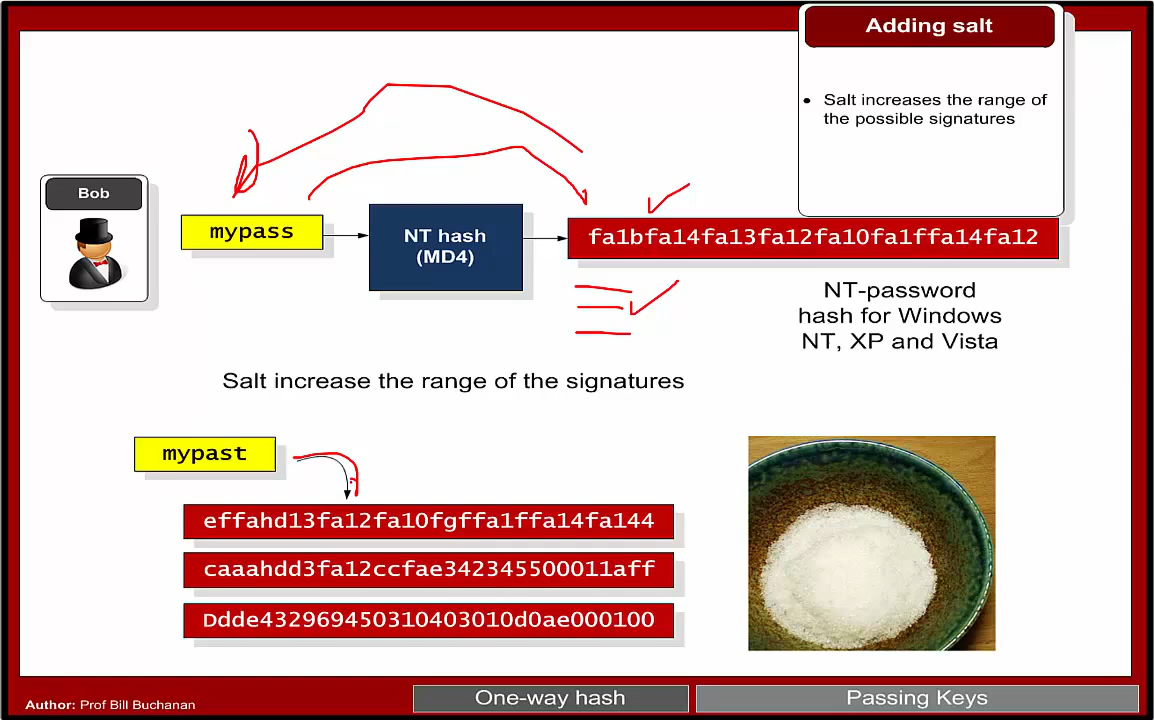 Adding salt
• Salt increases the range of
the possible signatures
Bob
mypass
NT hash
(MD4)
fa1bfa14fa13fa12fa10fa1ffa14fa12
NT-password
hash for Windows
NT, XP and Vista
Salt increase the range of the signatures
mypast
effahd13fa12fa10fgffa1ffa14fa144
caaahdd3fa12ccfae342345500011aff
Ddde432969450310403010d0ae000100
Author: Prof Bill Buchanan
One-way hash
Passing Keys